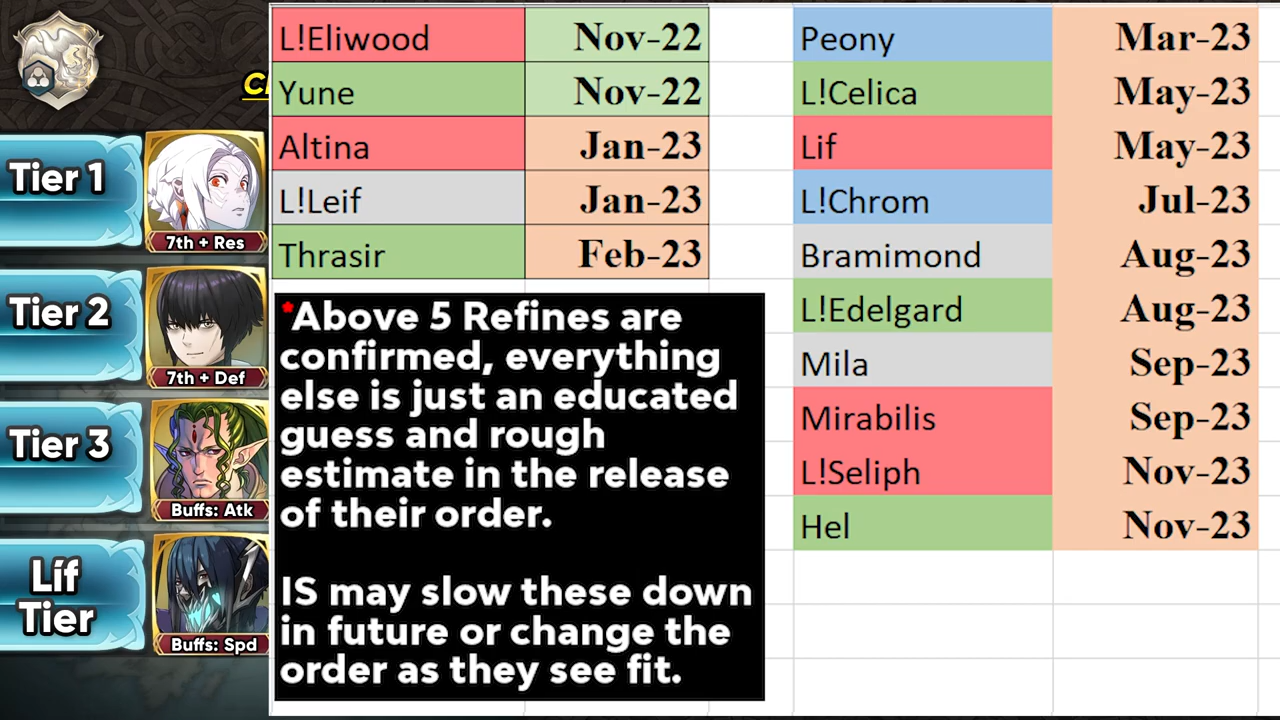 C
Tier 1
7th + Res
Tier 2
7th + Def
Tier 3
Buffs: Atk
Líf
Tier
Buffs: Spd
L!Eliwood Nov-22
Yune Nov-22
Altina Jan-23
L!Leif Jan-23
Thrasir Feb-23
*Above 5 Refines are
confirmed, everything
else is just an educated
guess and rough
estimate in the release
of their order.
IS may slow these down
in future or change the
order as they see fit.
Peony Mar-23
L!Celica May-23
Lif May-23
L!Chrom Jul-23
Bramimond Aug-23
L!Edelgard Aug-23
Mila Sep-23
Mirabilis Sep-23
L!Seliph Nov-23
Hel Nov-23